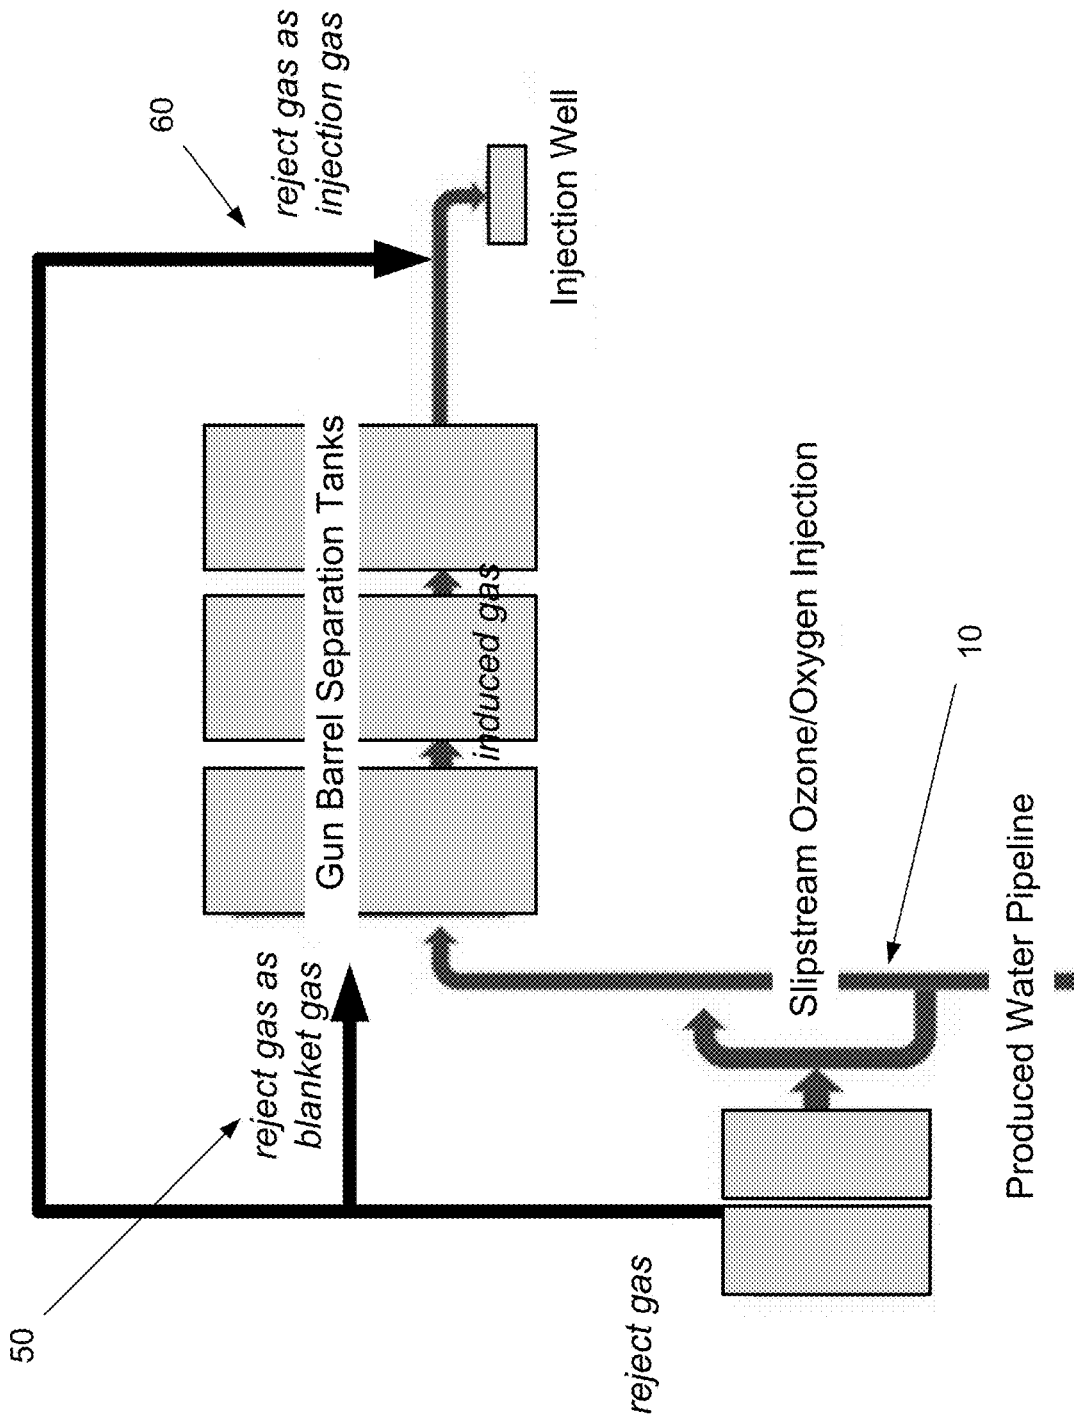 50
reject gas as
blanket gas
60
reject gas as
injection gas
Gun Barrel Separation Tanks
induced gas
Injection Well
reject gas
Slipstream Ozone/Oxygen Injection
10
Produced Water Pipeline